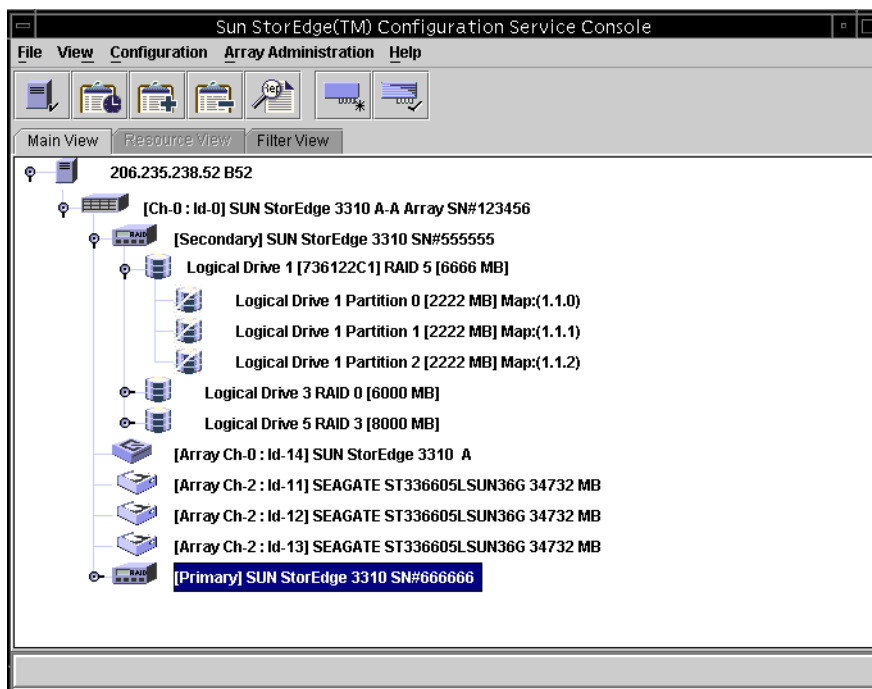 Sun StorEdge(TM) Configuration Service Console
File View Configuration Array Administration Help
Rep
Main View Resource View Filter View
206.235.238.52 B52
[Ch-0 : Id-0] SUN StorEdge 3310 A-A Array SN#123456
RAID [Secondary] SUN StorEdge 3310 SN#555555
Logical Drive 1 [736122C1] RAID 5 [6666 MB]
Logical Drive 1 Partition 0 [2222 MB] Map:(1.1.0)
Logical Drive 1 Partition 1 [2222 MB] Map:(1.1.1)
Logical Drive 1 Partition 2 [2222 MB] Map:(1.1.2)
Logical Drive 3 RAID 0 [6000 MB]
Logical Drive 5 RAID 3 [8000 MB]
[Array Ch-0 : Id-14] SUN StorEdge 3310 A
[Array Ch-2 : Id-11] SEAGATE ST336605LSUN36G 34732 MB
[Array Ch-2 : Id-12] SEAGATE ST336605LSUN36G 34732 MB
[Array Ch-2 : Id-13] SEAGATE ST336605LSUN36G 34732 MB
RAID [Primary] SUN StorEdge 3310 SN#666666